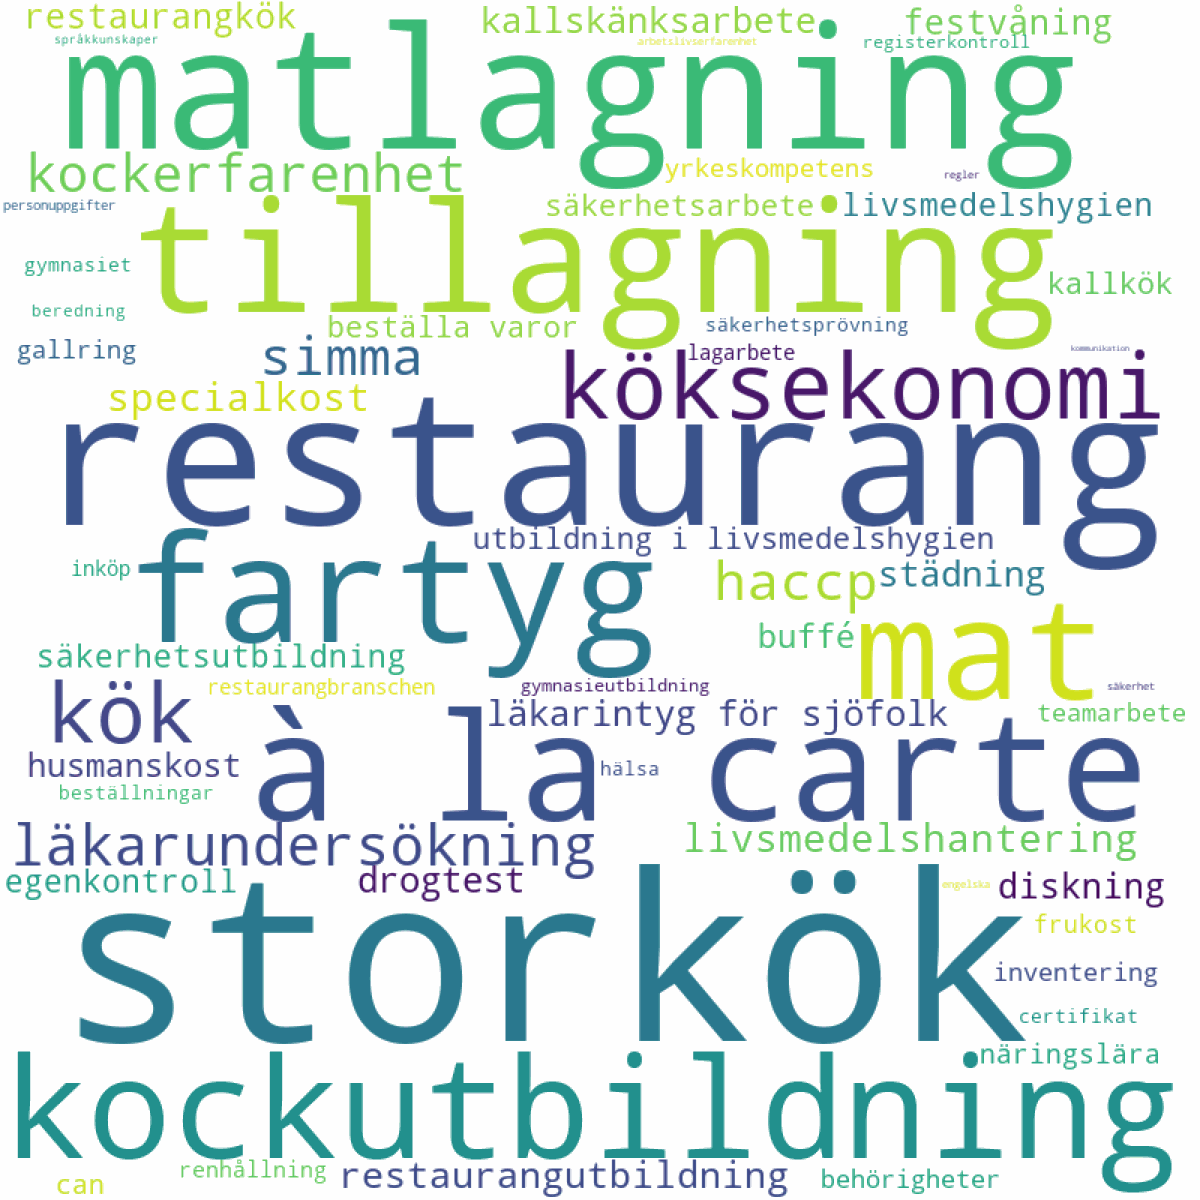 restaurangkök
kallskänksarbete
festvåning
språkkunskaper
arbetslivserfarenhet
registerkontroll
matlagning
kockerfarenhet
yrkeskompetens
regler
personuppgifter
tillagning
säkerhetsarbete
livsmedelshygien
gymnasiet
kallkök
beredning
beställa varor
säkerhetsprövning
gallring
simma
lagarbete
kommunikation
köksekonomi
specialkost
restaurang
utbildning i livsmedelshygien
inköp
fartyg
haccp
städning
buffé
mat
säkerhetsutbildning
restaurangbranschen
gymnasieutbildning
säkerhet
kök
läkarintyg för sjöfolk
teamarbete
husmanskost
à la carte
hälsa
beställningar
läkarundersökning
livsmedelshantering
egenkontroll
drogtest
engelska
diskning
storkök
frukost
inventering
certifikat
näringslära
kockutbildning
renhållning
restaurangutbildning
behörigheter
can